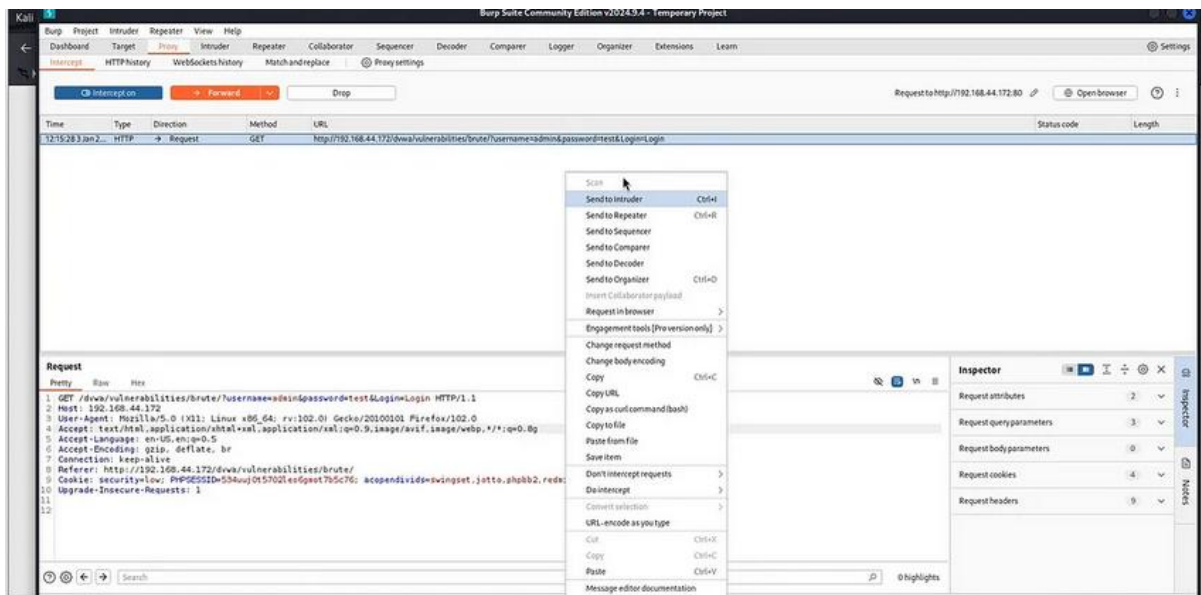 Kali
Burp Suite Community Edition v2024.9.4 - Temporary Project
Burp Project Intruder Repeater View Help
Dashboard Target Proxy Intruder Repeater Collaborator Sequencer Decoder Comparer Logger Organizer Extensions Learn Settings
Intercept HTTP history WebSockets history Match and replace Proxy settings
Intercept on Forward Drop Request to http://192.168.44.172:80 Open browser
Time Type Direction Method URL Status code Length
12:15:28 3 Jan 2... HTTP → Request GET http://192.168.44.172/dvwa/vulnerabilities/brute/?username=admin&password=test&Login=Login
Scan
Send to Intruder Ctrl+I
Send to Repeater Ctrl+R
Send to Sequencer
Send to Comparer
Send to Decoder
Send to Organizer Ctrl+O
Insert Collaborator payload
Request in browser
Engagement tools [Pro version only]
Change request method
Change body encoding
Copy Ctrl+C
Copy URL
Copy as curl command (bash)
Copy to file
Paste from file
Save item
Don't intercept requests
Do intercept
Convert selection
URL-encode as you type
Cut Ctrl+X
Copy Ctrl+C
Paste Ctrl+V
Message editor documentation
Request
Pretty Raw Hex
1 GET /dvwa/vulnerabilities/brute/?username=admin&password=test&Login=Login HTTP/1.1
2 Host: 192.168.44.172
3 User-Agent: Mozilla/5.0 (X11; Linux x86_64; rv:102.0) Gecko/20100101 Firefox/102.0
4 Accept: text/html,application/xhtml+xml,application/xml;q=0.9,image/avif,image/webp,*/*;q=0.8g
5 Accept-Language: en-US,en;q=0.5
6 Accept-Encoding: gzip, deflate, br
7 Connection: keep-alive
8 Referer: http://192.168.44.172/dvwa/vulnerabilities/brute/
9 Cookie: security=low; acopendivids=swingset,jotto,phpbb2,redm
10 Upgrade-Insecure-Requests: 1
11
12
Search 0 highlights
Inspector
Request attributes 2
Request query parameters 3
Request body parameters 0
Request cookies 4
Request headers 9
Inspector
Notes